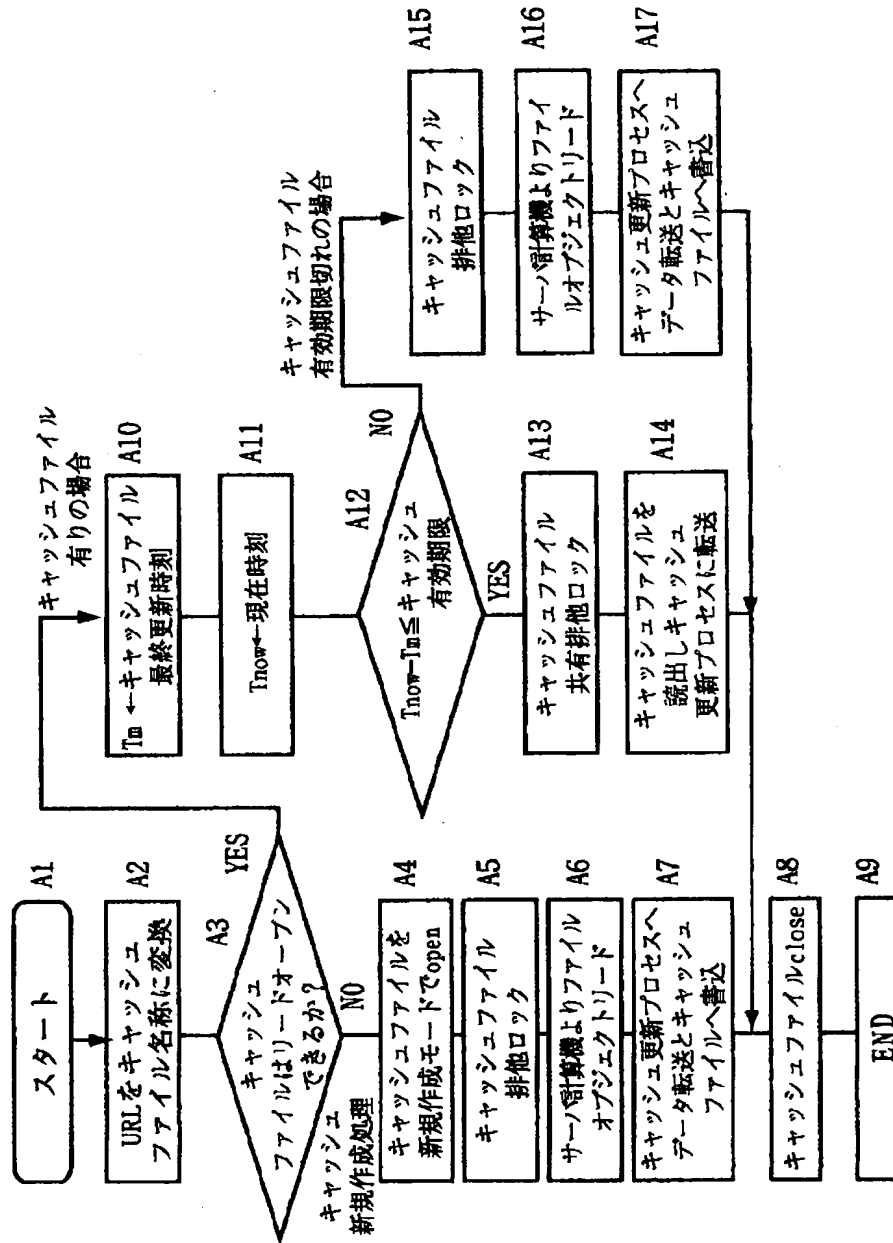 スタート
A1
URLをキャッシュ
ファイル名称に変換
A2
キャッシュ
ファイルはリードオープン
できるか?
A3
YES
NO
キャッシュ
新規作成処理
キャッシュファイルを
新規作成モードでopen
A4
キャッシュファイル
排他ロック
A5
サーバ計算機よりファイル
オブジェクトリード
A6
キャッシュ更新プロセスへ
データ転送とキャッシュ
ファイルへ書込
A7
キャッシュファイルclose
A8
END
A9
キャッシュファイル
有りの場合
Tm ←キャッシュファイル
最終更新時刻
A10
Tnow←現在時刻
A11
Tnow-Tm≦キャッシュ
有効期限
A12
NO
YES
キャッシュファイル
共有排他ロック
A13
キャッシュファイルを
読出しキャッシュ
更新プロセスに転送
A14
キャッシュファイル
有効期限切れの場合
キャッシュファイル
排他ロック
A15
サーバ計算機よりファイ
ルオブジェクトリード
A16
キャッシュ更新プロセスへ
データ転送とキャッシュ
ファイルへ書込
A17